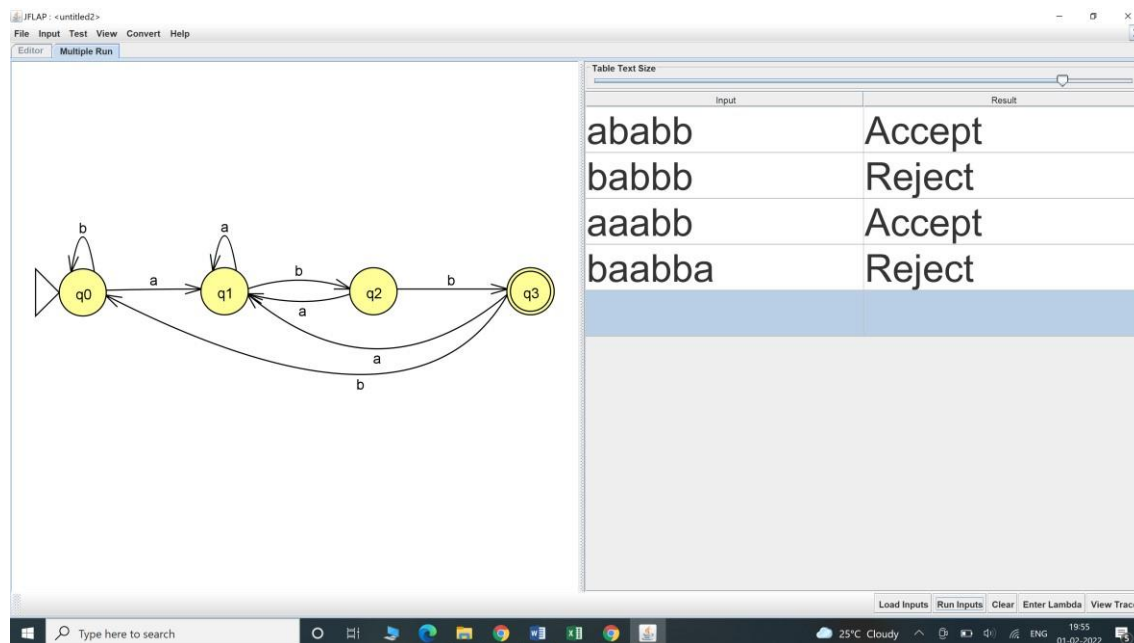 JFLAP : <untitled2>
File Input Test View Convert Help
Editor Multiple Run
Table Text Size
Input Result
ababb Accept
babbb Reject
aaabb Accept
baabba Reject
b a
a b b
q0 q1 q2 q3
a
a
b
Load Inputs Run Inputs Clear Enter Lambda View Trace
Type here to search
25°C Cloudy ENG
19:55
01-02-2022